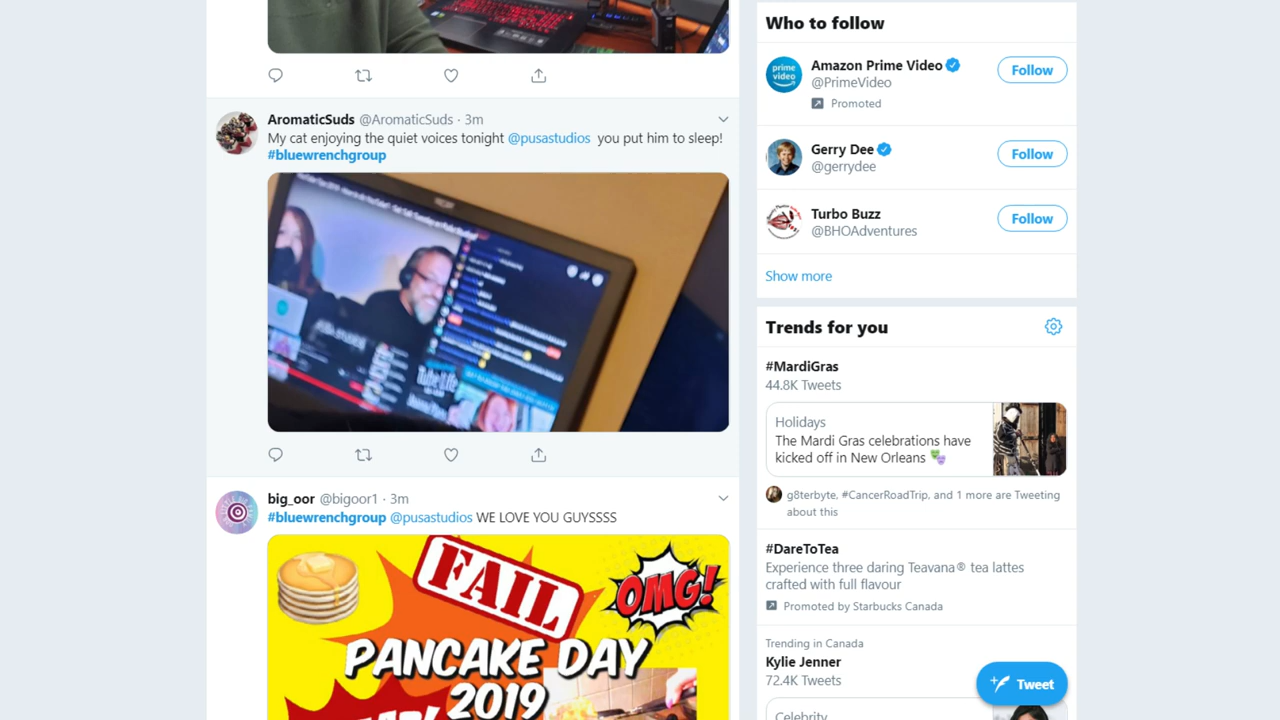 AromaticSuds @AromaticSuds · 3m
My cat enjoying the quiet voices tonight @pusastudios you put him to sleep!
#bluewrenchgroup
Tube Life
big_oor @bigoor1 · 3m
#bluewrenchgroup @pusastudios WE LOVE YOU GUYSSSS
FAIL
OMG!
PANCAKE DAY
2019
Who to follow
prime
video
Amazon Prime Video
@PrimeVideo
Promoted
Follow
Gerry Dee
@gerrydee
Follow
Turbo Buzz
@BHOAdventures
Follow
Show more
Trends for you
#MardiGras
44.8K Tweets
Holidays
The Mardi Gras celebrations have
kicked off in New Orleans
g8terbyte, #CancerRoadTrip, and 1 more are Tweeting
about this
#DareToTea
Experience three daring Teavana® tea lattes
crafted with full flavour
Promoted by Starbucks Canada
Trending in Canada
Kylie Jenner
72.4K Tweets
Celebrity
Tweet